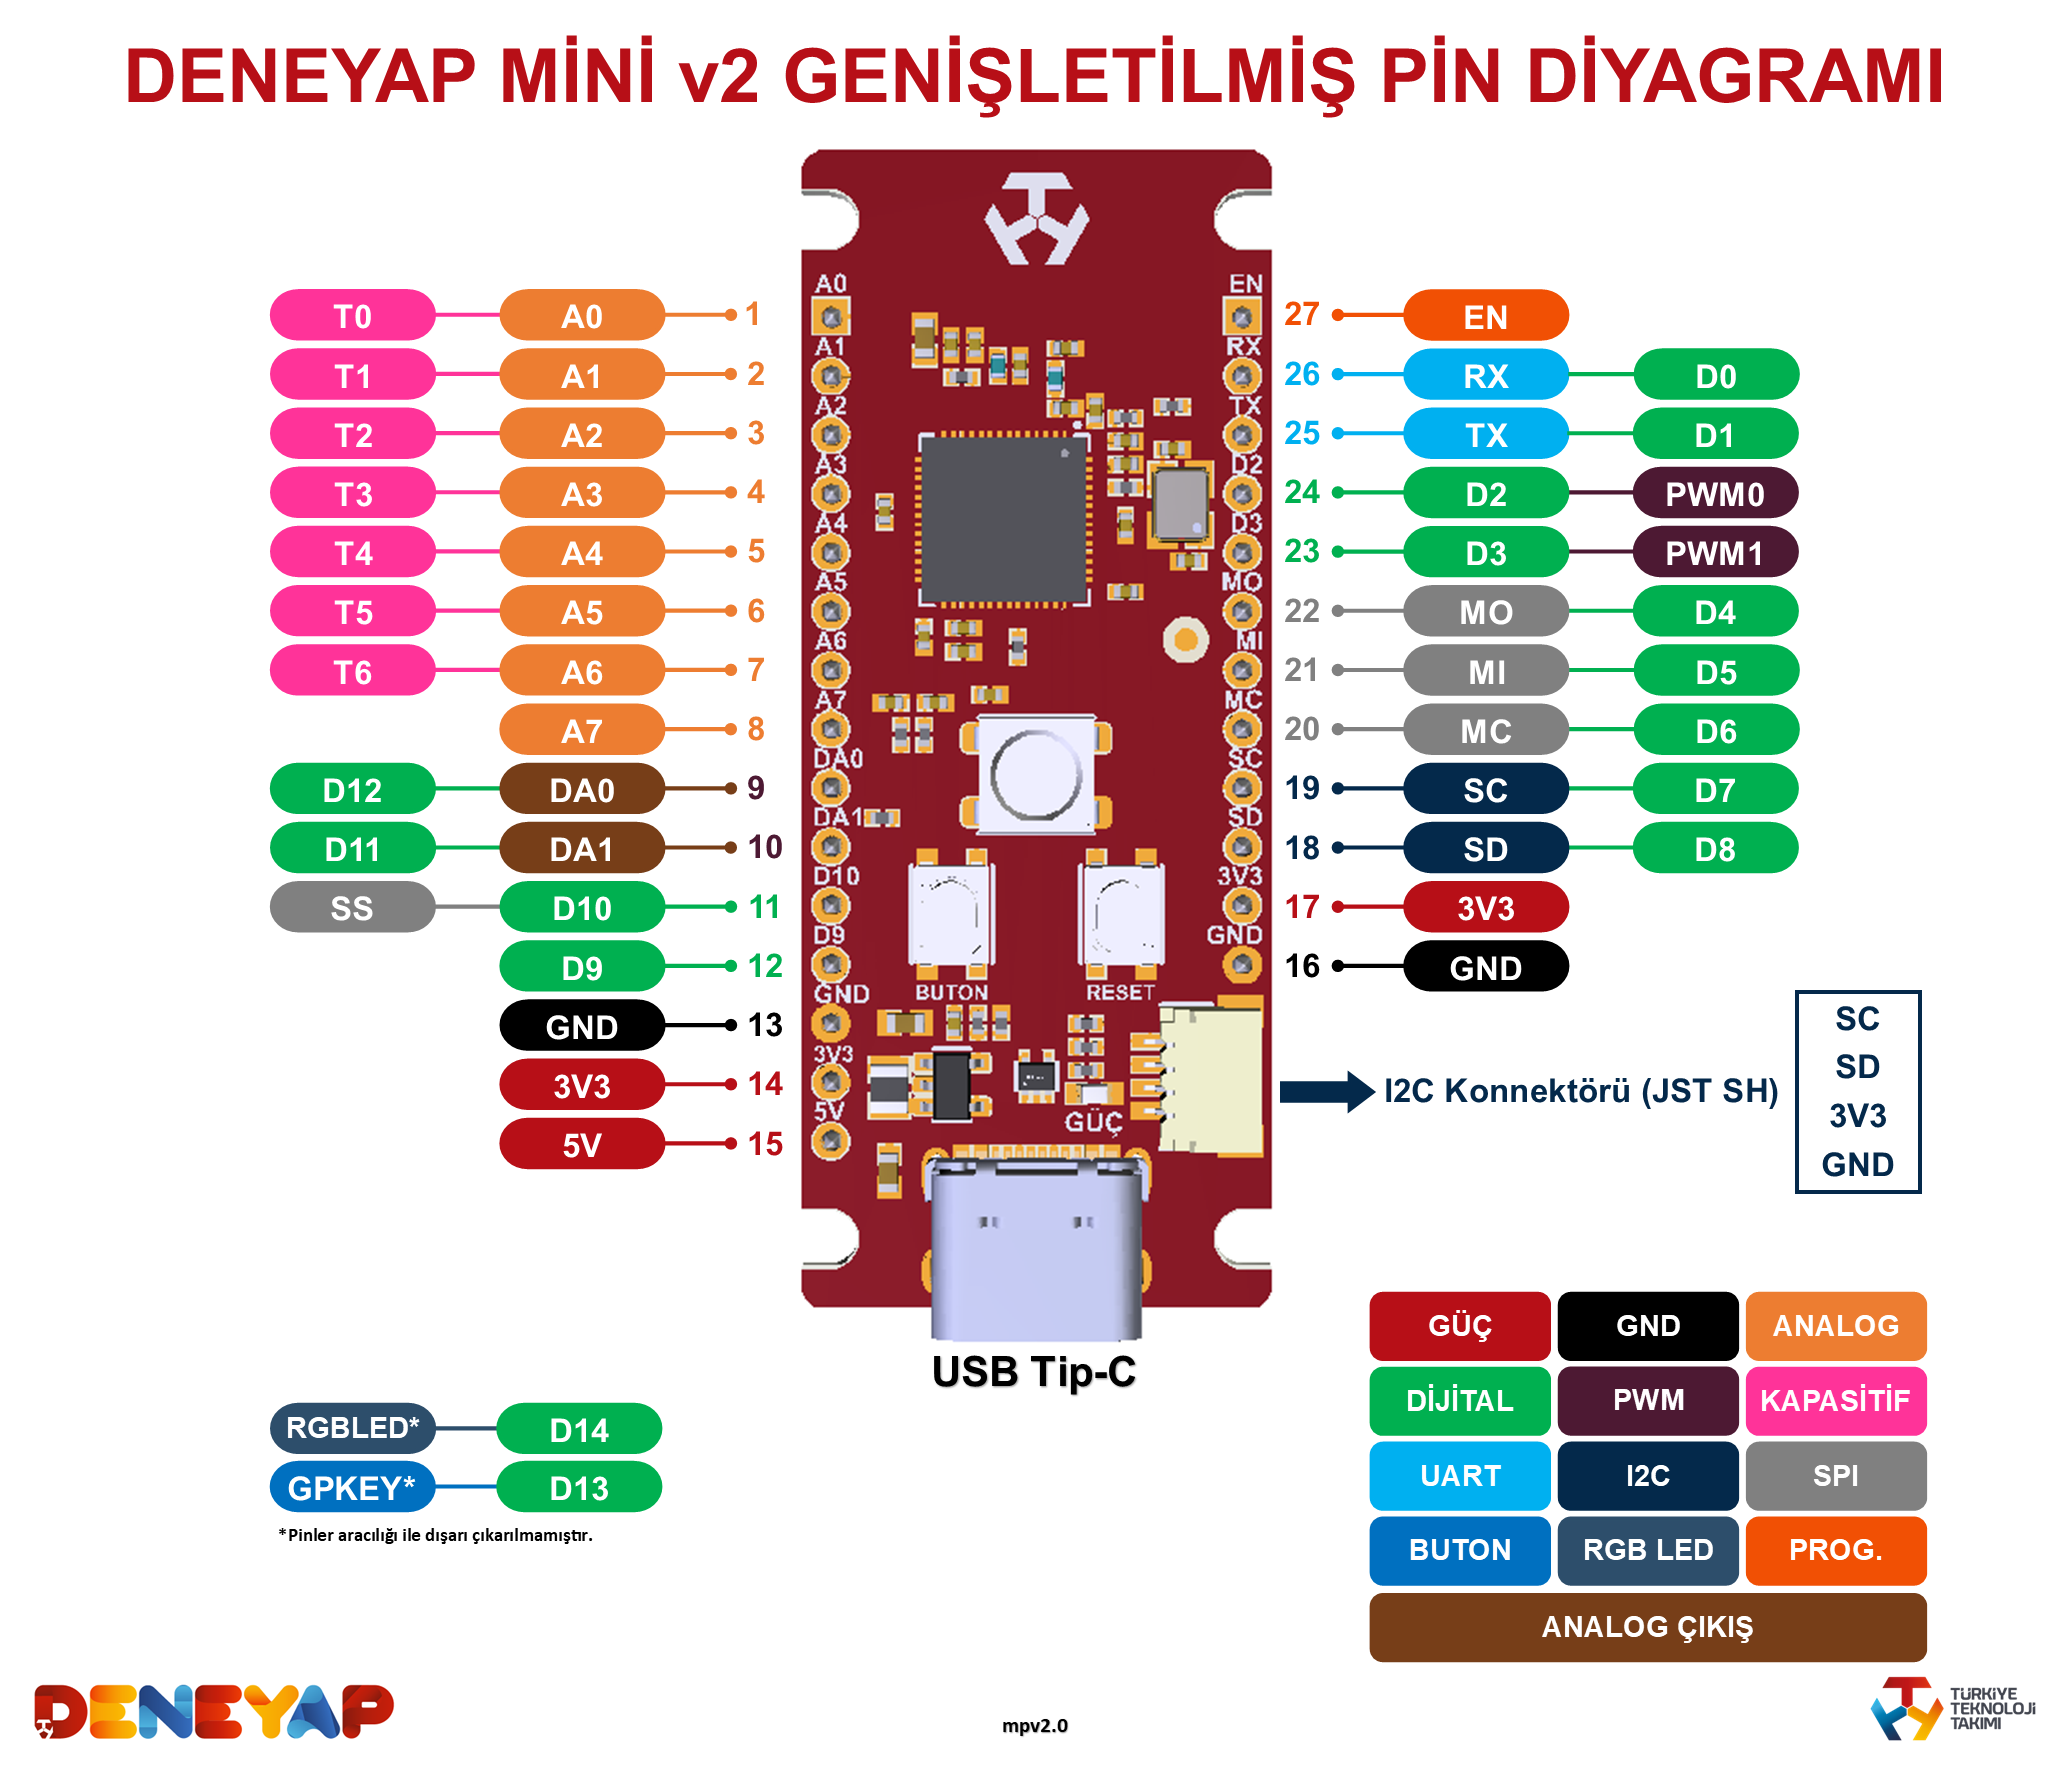 DENEYAP MİNİ v2 GENİŞLETİLMİŞ PİN DİYAGRAMI
T0 A0 1
T1 A1 2
T2 A2 3
T3 A3 4
T4 A4 5
T5 A5 6
T6 A6 7
A7 8
D12 DA0 9
D11 DA1 10
SS D10 11
D9 12
GND 13
3V3 14
5V 15
A0
A1
A2
A3
A4
A5
A6
A7
DA0
DA1
D10
D9
GND
3V3
5V
BUTON
RESET
GÜÇ
EN
RX
TX
D2
D3
MO
MI
MC
SC
SD
3V3
GND
27 EN
26 RX D0
25 TX D1
24 D2 PWM0
23 D3 PWM1
22 MO D4
21 MI D5
20 MC D6
19 SC D7
18 SD D8
17 3V3
16 GND
I2C Konnektörü (JST SH)
SC
SD
3V3
GND
USB Tip-C
RGBLED* D14
GPKEY* D13
*Pinler aracılığı ile dışarı çıkarılmamıştır.
GÜÇ GND ANALOG
DİJİTAL PWM KAPASİTİF
UART I2C SPI
BUTON RGB LED PROG.
ANALOG ÇIKIŞ
DENEYAP
mpv2.0
TÜRKİYE
TEKNOLOJİ
TAKIMI